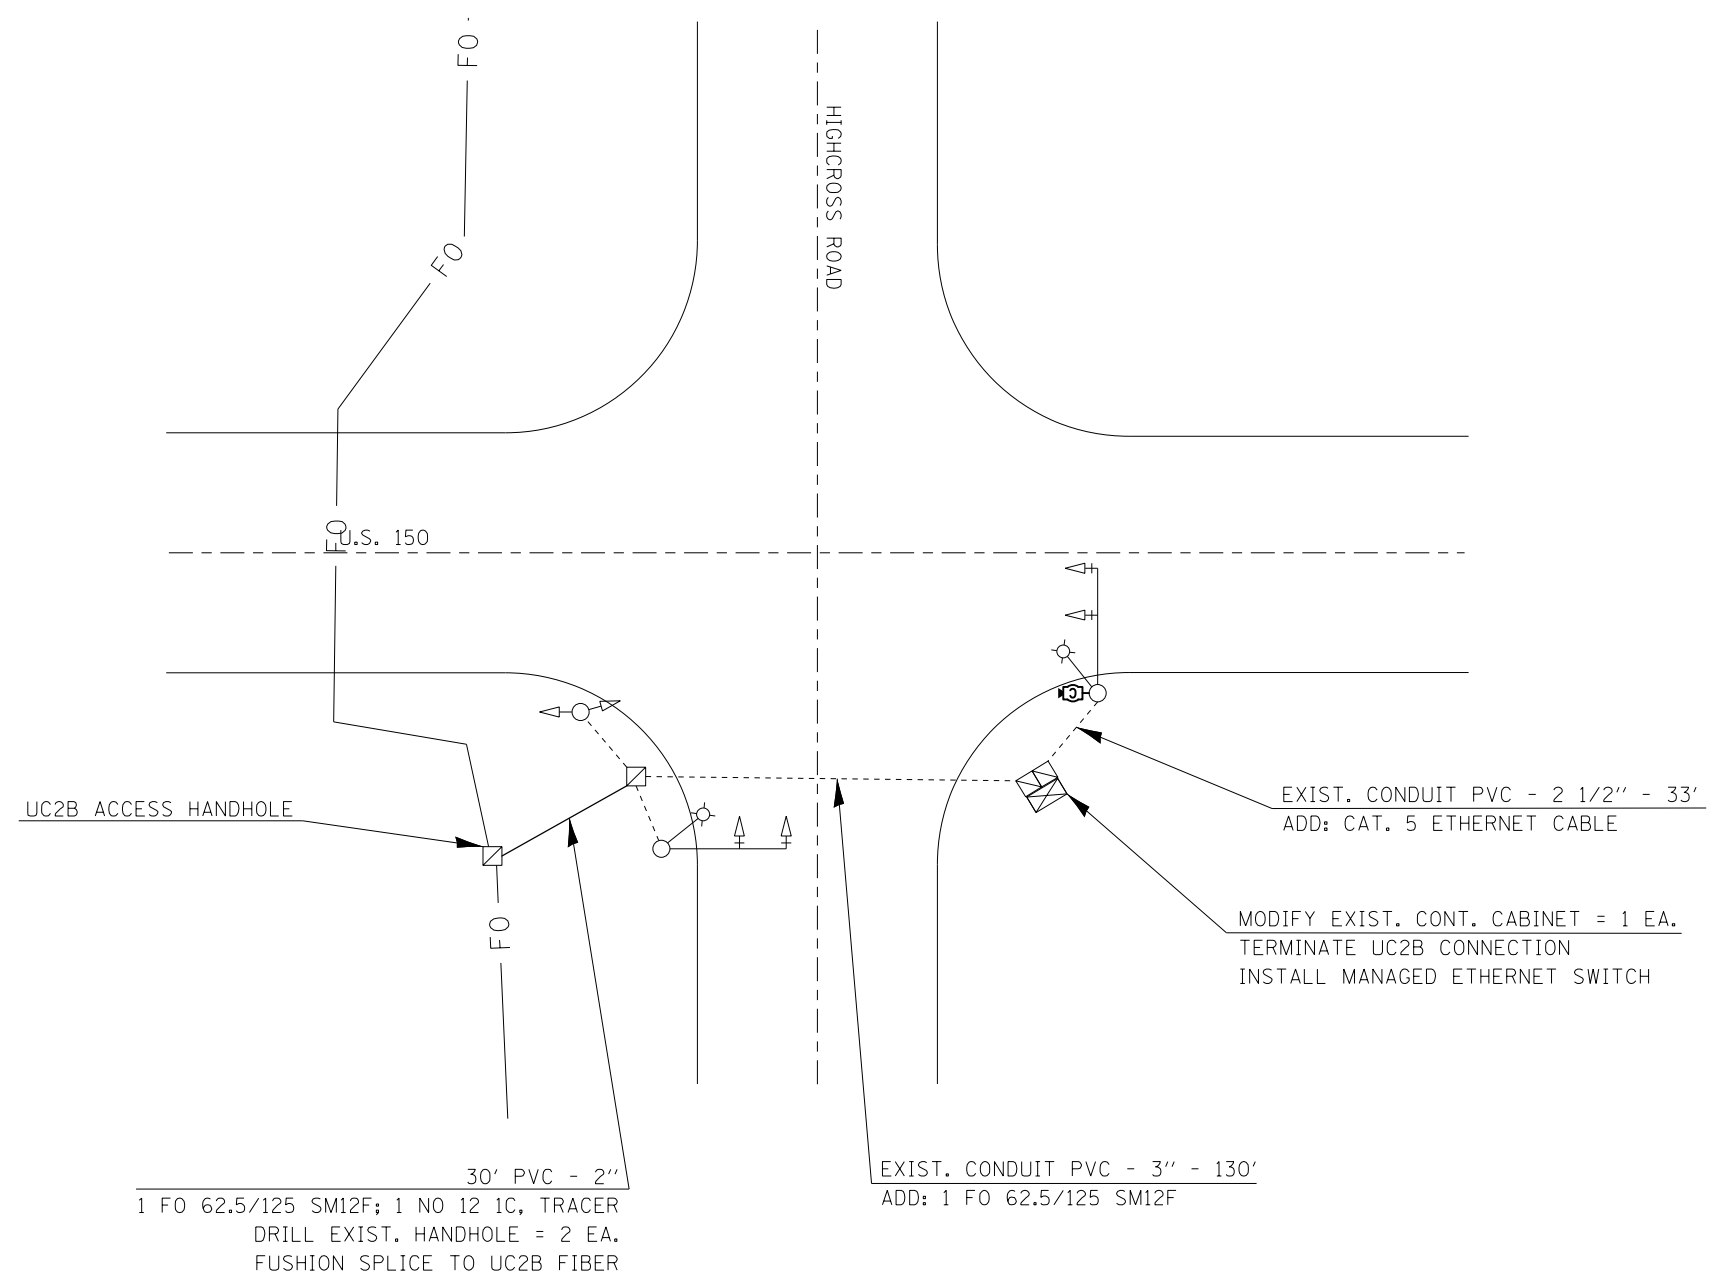 FO
HIGHCROSS ROAD
FO
FO
U.S. 150
UC2B ACCESS HANDHOLE
C
EXIST. CONDUIT PVC - 2 1/2" - 33'
ADD: CAT. 5 ETHERNET CABLE
FO
MODIFY EXIST. CONT. CABINET = 1 EA.
TERMINATE UC2B CONNECTION
INSTALL MANAGED ETHERNET SWITCH
30' PVC - 2"
1 FO 62.5/125 SM12F; 1 NO 12 1C, TRACER
DRILL EXIST. HANDHOLE = 2 EA.
FUSHION SPLICE TO UC2B FIBER
EXIST. CONDUIT PVC - 3" - 130'
ADD: 1 FO 62.5/125 SM12F